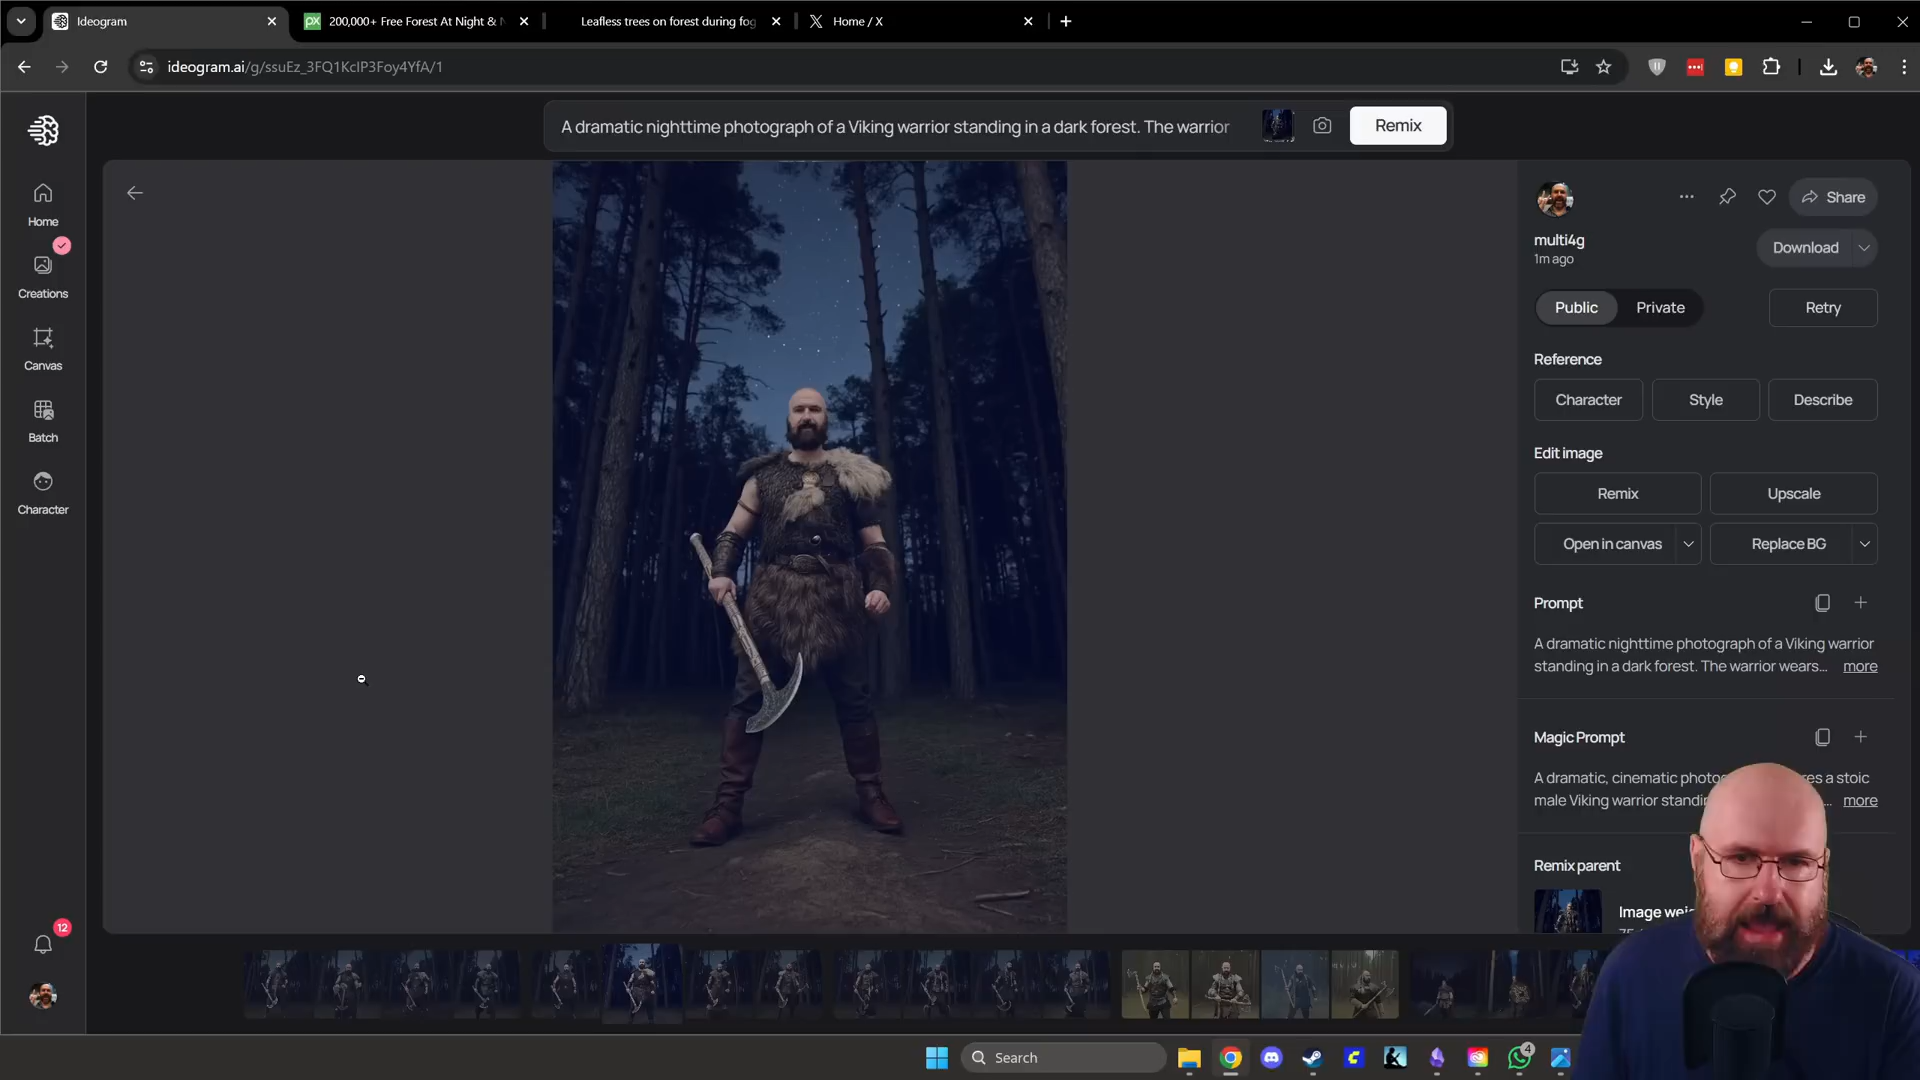 Ideogram
200,000+ Free Forest At Night &
Leafless trees on forest during fog
Home / X
ideogram.ai/g/ssuEz_3FQ1KcIP3Foy4YfA/1
A dramatic nighttime photograph of a Viking warrior standing in a dark forest. The warrior
Remix
Home
Creations
Canvas
Batch
Character
12
Share
multi4g
1m ago
Download
Public
Private
Retry
Reference
Character
Style
Describe
Edit image
Remix
Upscale
Open in canvas
Replace BG
Prompt
A dramatic nighttime photograph of a Viking warrior
standing in a dark forest. The warrior wears...
more
Magic Prompt
A dramatic, cinematic a stoic
male Viking warrior
more
Remix parent
Image
Search
4